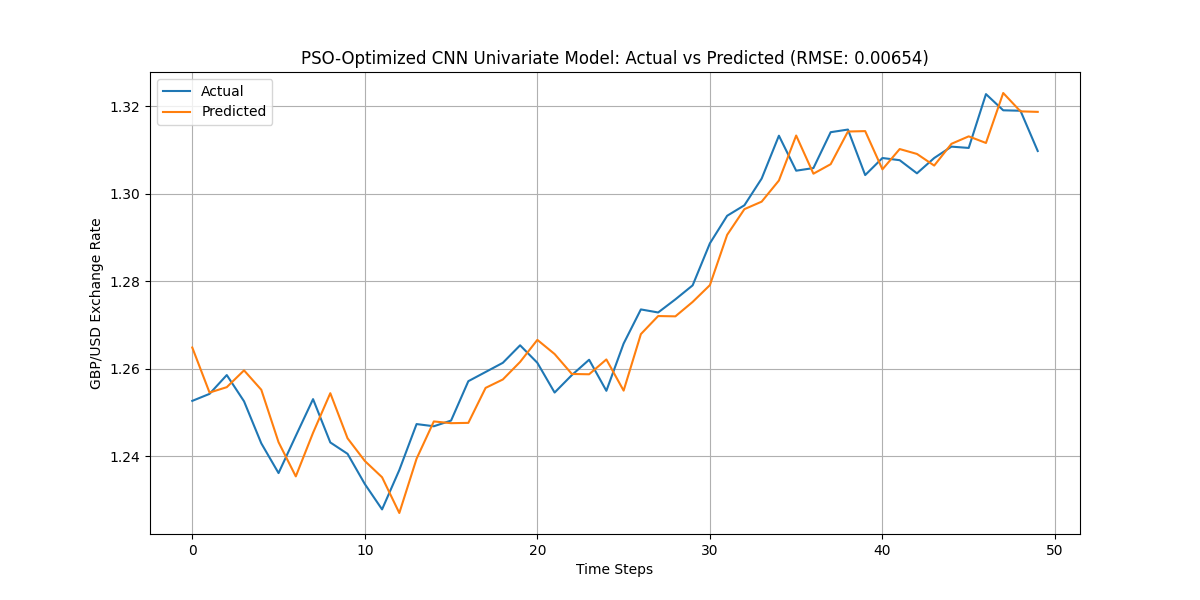 PSO-Optimized CNN Univariate Model: Actual vs Predicted (RMSE: 0.00654)
Actual
Predicted
1.32
1.30
1.28
1.26
1.24
GBP/USD Exchange Rate
0 10 20 30 40 50
Time Steps